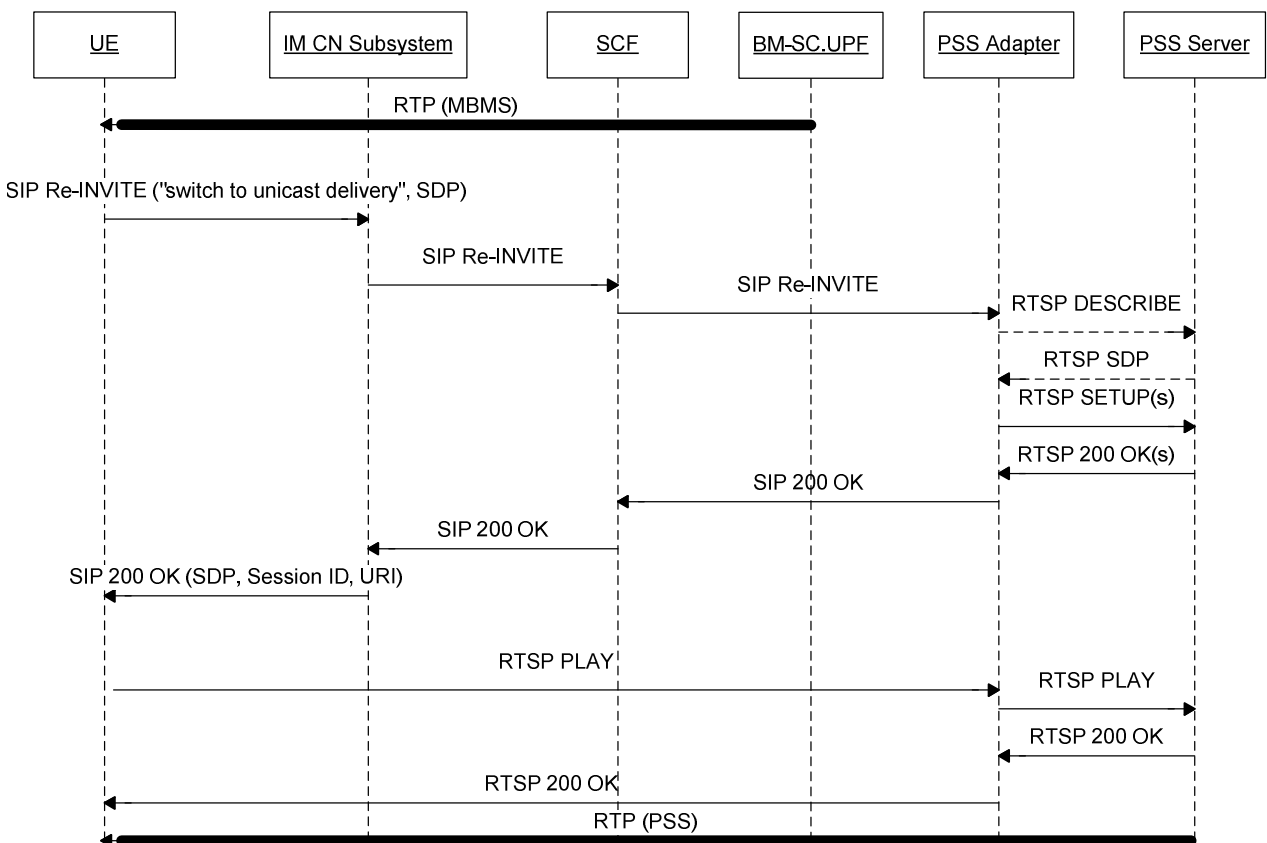 UE
IM CN Subsystem
SCF
BM-SC.UPF
PSS Adapter
PSS Server
RTP (MBMS)
SIP Re-INVITE ("switch to unicast delivery", SDP)
SIP Re-INVITE
SIP Re-INVITE
RTSP DESCRIBE
RTSP SDP
RTSP SETUP(s)
RTSP 200 OK(s)
SIP 200 OK
SIP 200 OK
SIP 200 OK (SDP, Session ID, URI)
RTSP PLAY
RTSP PLAY
RTSP 200 OK
RTSP 200 OK
RTP (PSS)